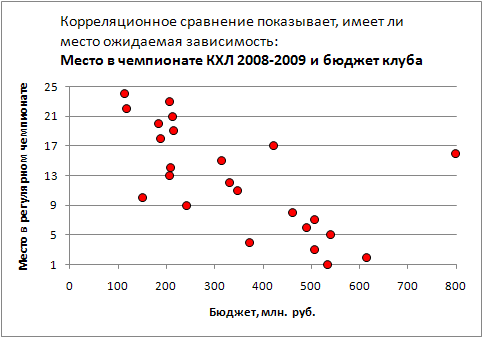 Корреляционное сравнение показывает, имеет ли
место ожидаемая зависимость:
Место в чемпионате КХЛ 2008-2009 и бюджет клуба
Место в регулярном чемпионате
25
21
17
13
9
5
1
0 100 200 300 400 500 600 700 800
Бюджет, млн. руб.